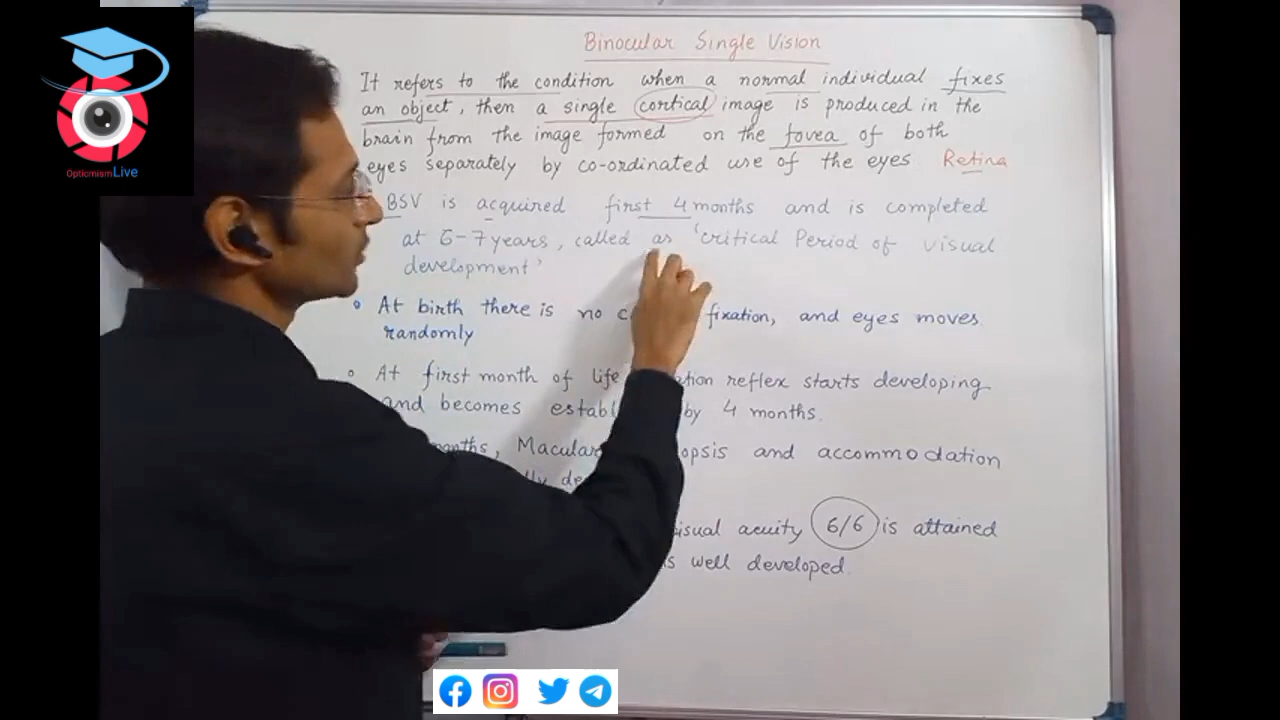 Binocular Single Vision
It refers to the condition when a normal individual fixes
an object, then a single cortical image is produced in the
brain from the image formed on the fovea of both
eyes separately by co-ordinated use of the eyes. Retina
BSV is acquired first 4 months and is completed
at 6-7 years, called as 'critical Period of visual
development'
At birth there is no fixation, and eyes moves
randomly
At first month of life reflex starts developing
and becomes by 4 months.
, Macular and accommodation
visual acuity 6/6 is attained
well developed.
OpticmismLive